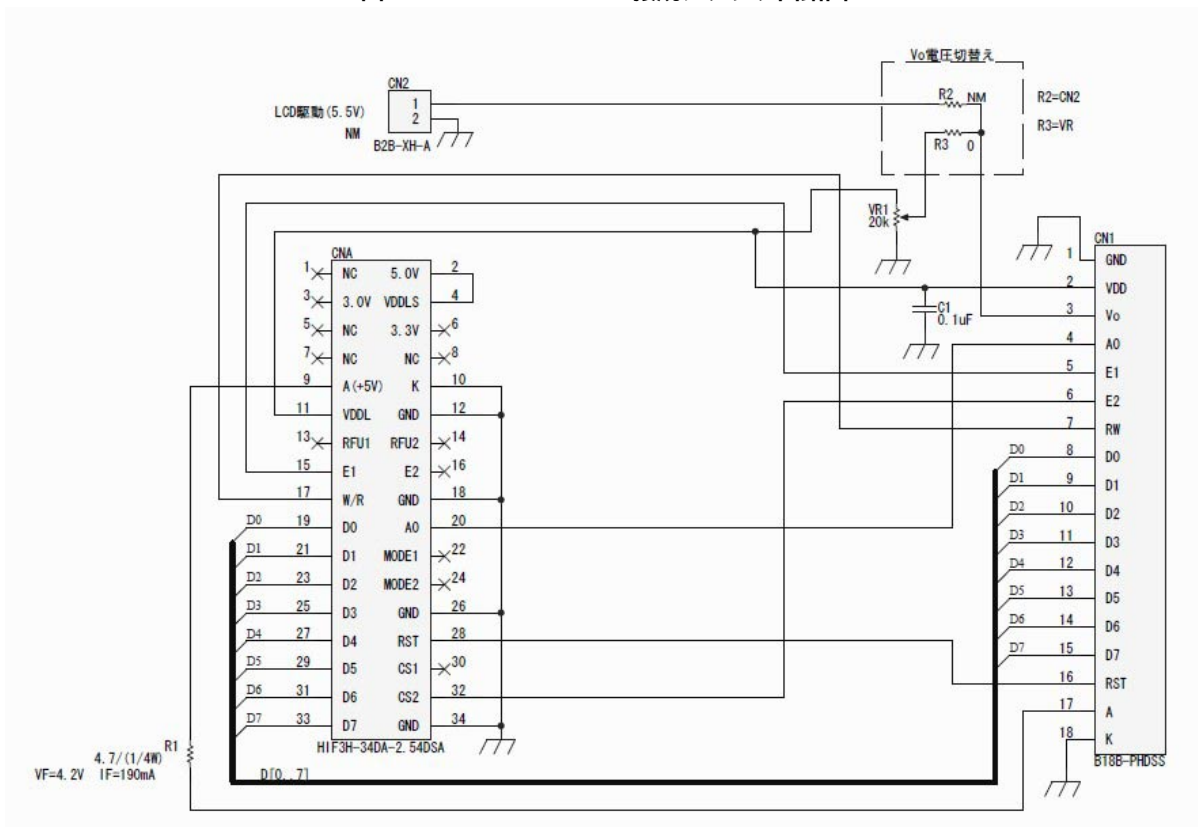 Vo電圧切替え
CN2
1
2
LCD駆動(5.5V)
NM
B2B-XH-A
R2 NM
R3 0
R2=CN2
R3=VR
VR1
20k
C1
0.1uF
CNA
1 NC 5.0V 2
3 3.0V VDDLS 4
5 NC 3.3V 6
7 NC NC 8
9 A(+5V) K 10
11 VDDL GND 12
13 RFU1 RFU2 14
15 E1 E2 16
17 W/R GND 18
D0 19 D0 A0 20
D1 21 D1 MODE1 22
D2 23 D2 MODE2 24
D3 25 D3 GND 26
D4 27 D4 RST 28
D5 29 D5 CS1 30
D6 31 D6 CS2 32
D7 33 D7 GND 34
HIF3H-34DA-2.54DSA
R1
4.7/(1/4W)
VF=4.2V IF=190mA
D[0..7]
CN1
1 GND
2 VDD
3 Vo
4 A0
5 E1
6 E2
7 RW
D0 8 D0
D1 9 D1
D2 10 D2
D3 11 D3
D4 12 D4
D5 13 D5
D6 14 D6
D7 15 D7
16 RST
17 A
18 K
B18B-PHDSS